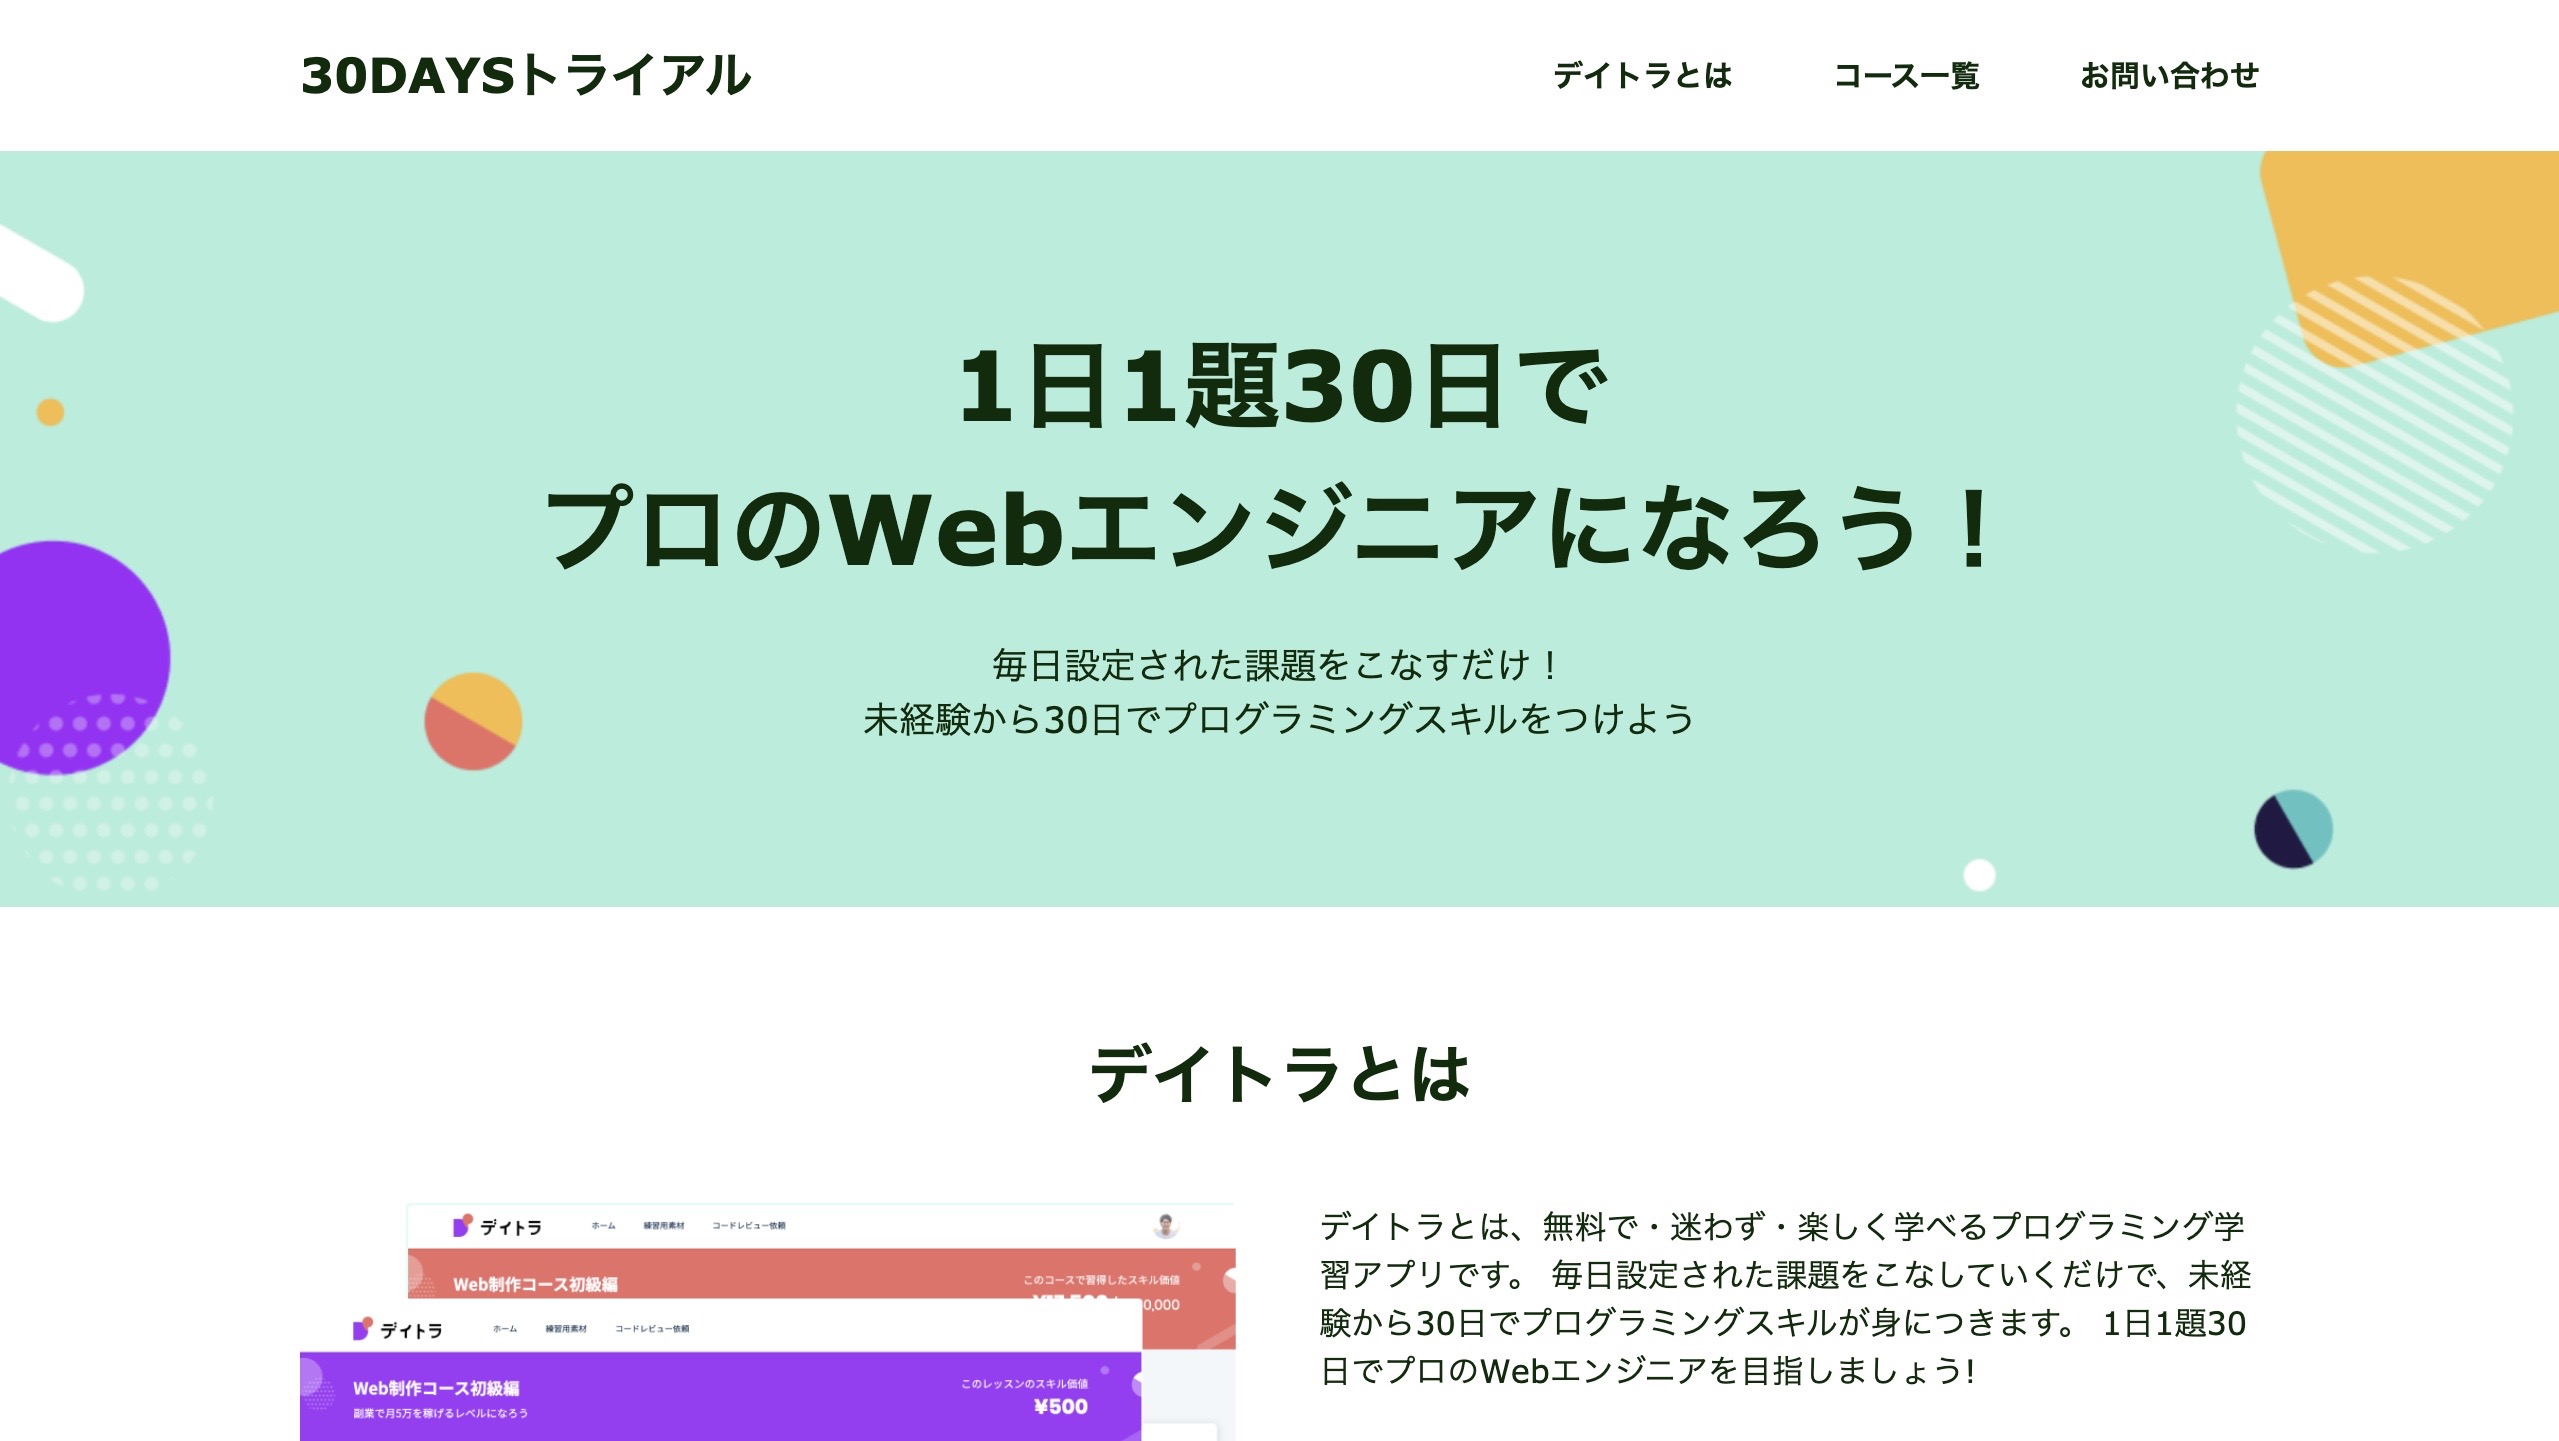 30DAYSトライアル
デイトラとは
コース一覧
お問い合わせ
1日1題30日で
プロのWebエンジニアになろう！
毎日設定された課題をこなすだけ！
未経験から30日でプログラミングスキルをつけよう
デイトラとは
デイトラ
ホーム
練習用素材
コードレビュー依頼
Web制作コース初級編
このコースで習得したスキル価値
0,000
デイトラ
ホーム
練習用素材
コードレビュー依頼
Web制作コース初級編
副業で月5万を稼げるレベルになろう
このレッスンのスキル価値
¥500
デイトラとは、無料で・迷わず・楽しく学べるプログラミング学
習アプリです。 毎日設定された課題をこなしていくだけで、未経
験から30日でプログラミングスキルが身につきます。 1日1題30
日でプロのWebエンジニアを目指しましょう!